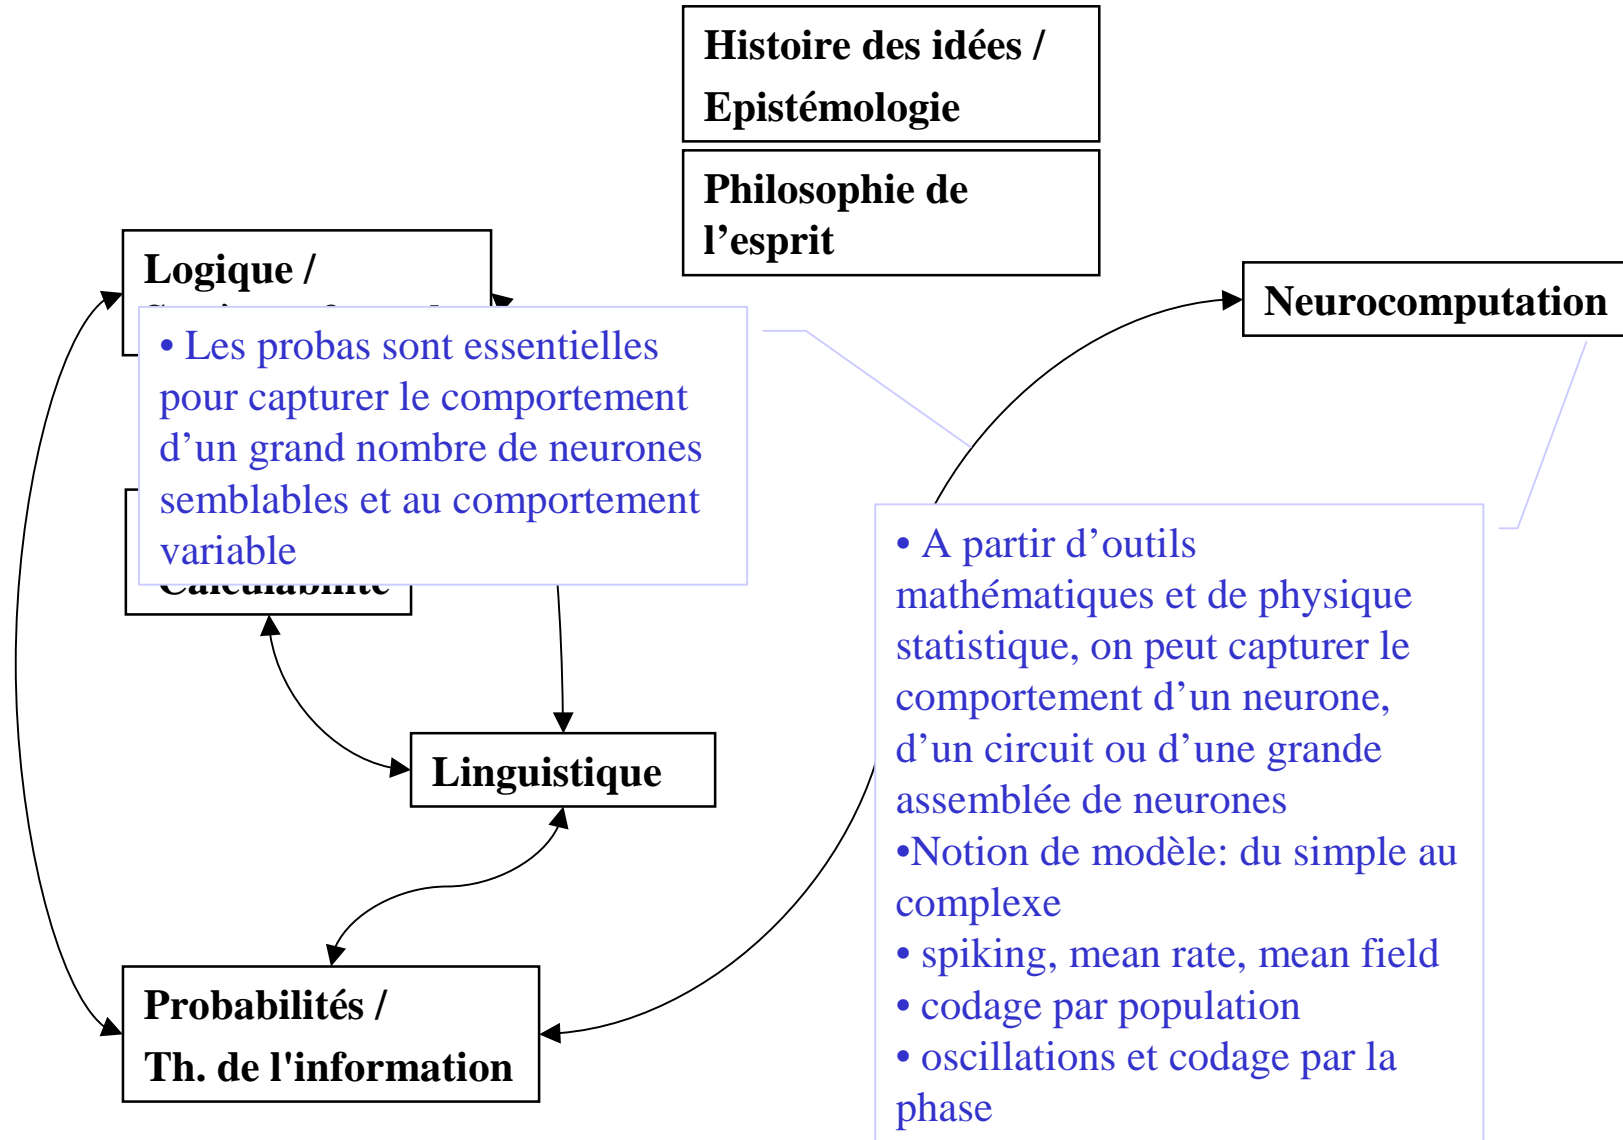 Histoire des idées /
Epistémologie
Philosophie de
l’esprit
Logique /
Neurocomputation
• Les probas sont essentielles
pour capturer le comportement
d’un grand nombre de neurones
semblables et au comportement
variable
Calculabilité
• A partir d’outils
mathématiques et de physique
statistique, on peut capturer le
comportement d’un neurone,
d’un circuit ou d’une grande
assemblée de neurones
•Notion de modèle: du simple au
complexe
• spiking, mean rate, mean field
• codage par population
• oscillations et codage par la
phase
Linguistique
Probabilités /
Th. de l'information